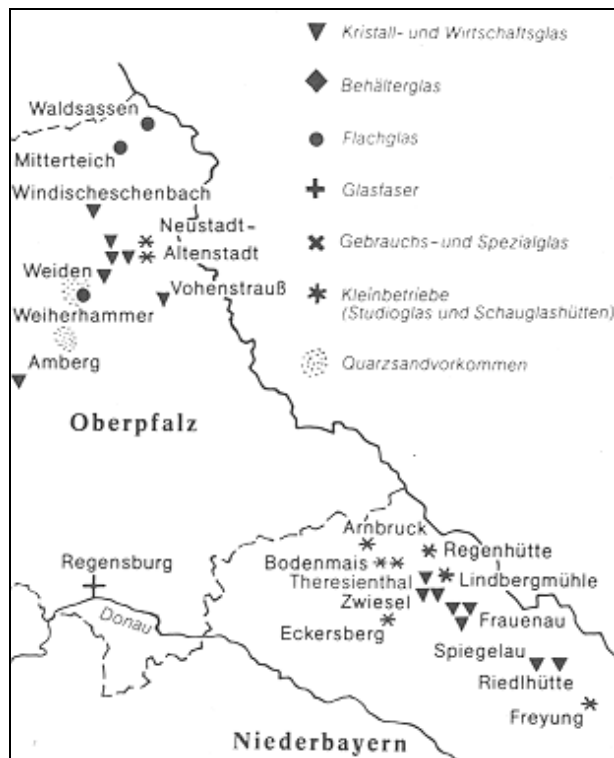 Kristall- und Wirtschaftsglas
Behälterglas
Flachglas
Glasfaser
Gebrauchs- und Spezialglas
Kleinbetriebe
(Studioglas und Schauglashütten)
Quarzsandvorkommen
Waldsassen
Mitterteich
Windischeschenbach
Neustadt-
Altenstadt
Weiden
Vohenstrauß
Weiherhammer
Amberg
Oberpfalz
Arnbruck
Regenhütte
Bodenmais
Theresienthal
Lindbergmühle
Zwiesel
Frauenau
Eckersberg
Regensburg
Donau
Spiegelau
Riedlhütte
Freyung
Niederbayern